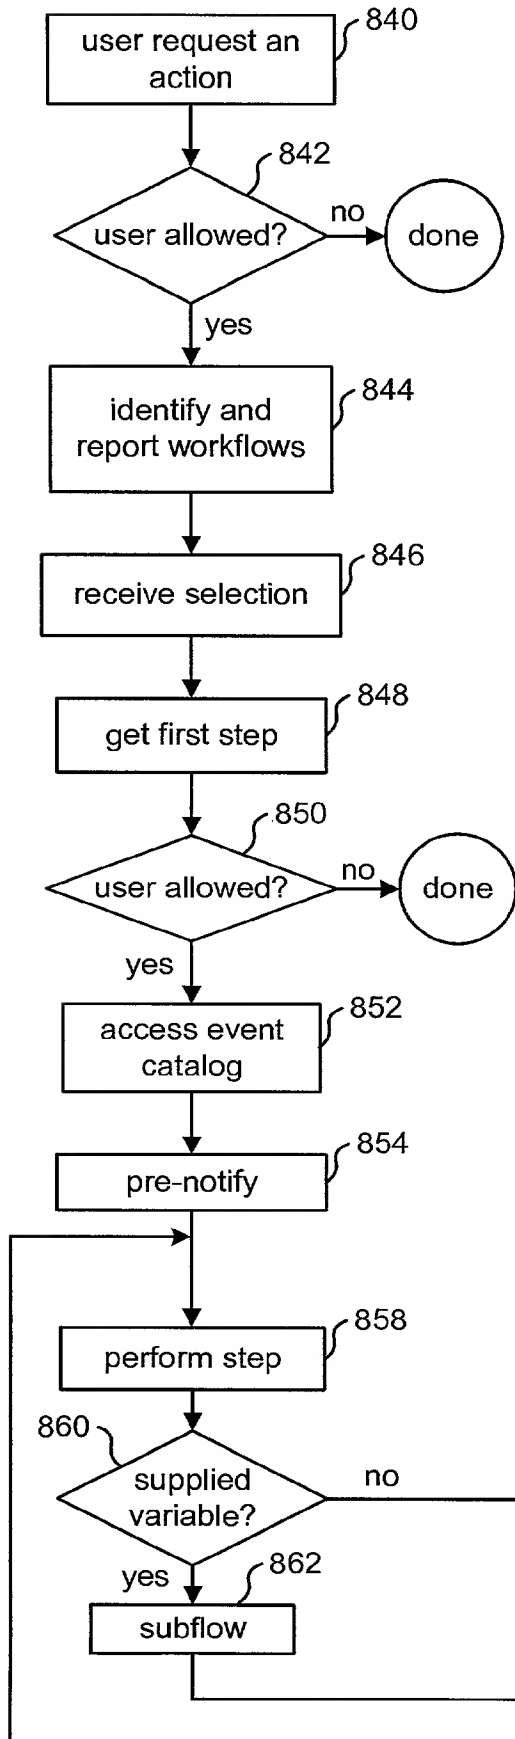 840
user request an
action
842
user allowed?
no
done
yes
identify and
report workflows
844
receive selection
846
get first step
848
850
user allowed?
no
done
yes
access event
catalog
852
pre-notify
854
perform step
858
860
supplied
variable?
no
yes
862
subflow